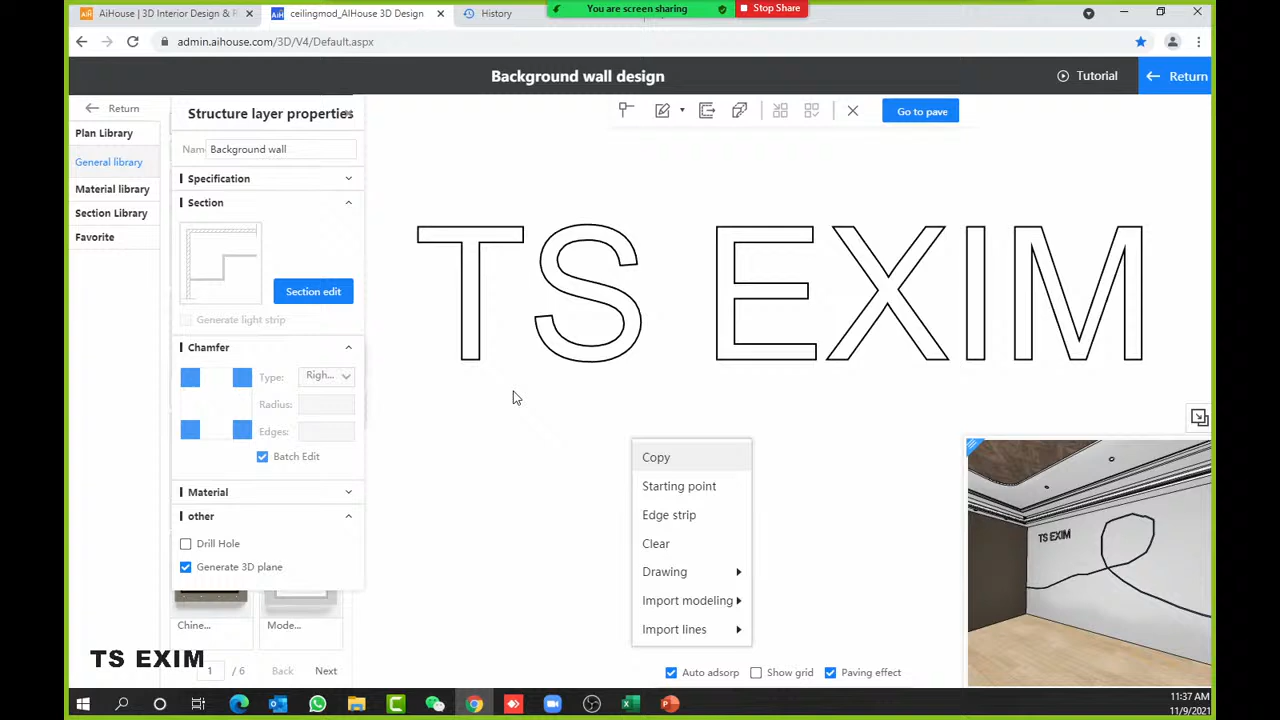 You are screen sharing
Stop Share
AiHouse | 3D Interior Design & R
ceilingmod_AIHouse 3D Design
History
admin.aihouse.com/3D/V4/Default.aspx
Background wall design
Tutorial
Return
Return
Structure layer properties
Go to pave
Plan Library
General library
Material library
Section Library
Favorite
Background wall
Specification
Section
Section edit
Generate light strip
Chamfer
Type:
Righ...
Radius:
Edges:
Batch Edit
Material
other
Drill Hole
Generate 3D plane
TS EXIM
Copy
Starting point
Edge strip
Clear
Drawing
Import modeling
Import lines
TS EXIM
Chine...
Mode...
TS EXIM
1 / 6 Back Next
Auto adsorp
Show grid
Paving effect
11:37 AM
11/9/2021